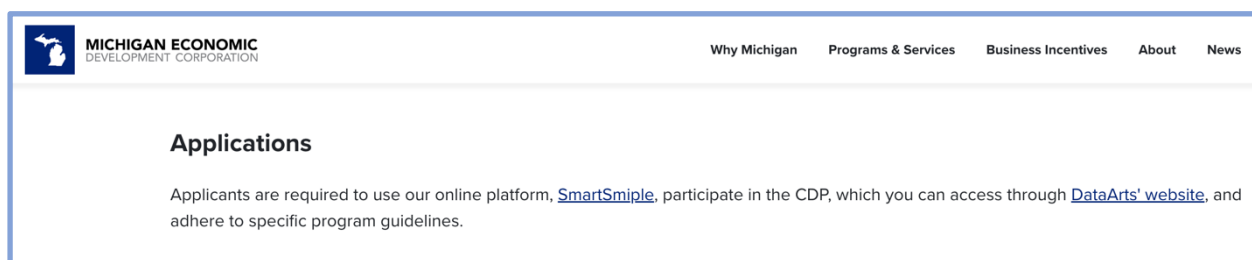 MICHIGAN ECONOMIC
DEVELOPMENT CORPORATION
Why Michigan Programs & Services Business Incentives About News
Applications
Applicants are required to use our online platform, SmartSmiple, participate in the CDP, which you can access through DataArts' website, and
adhere to specific program guidelines.